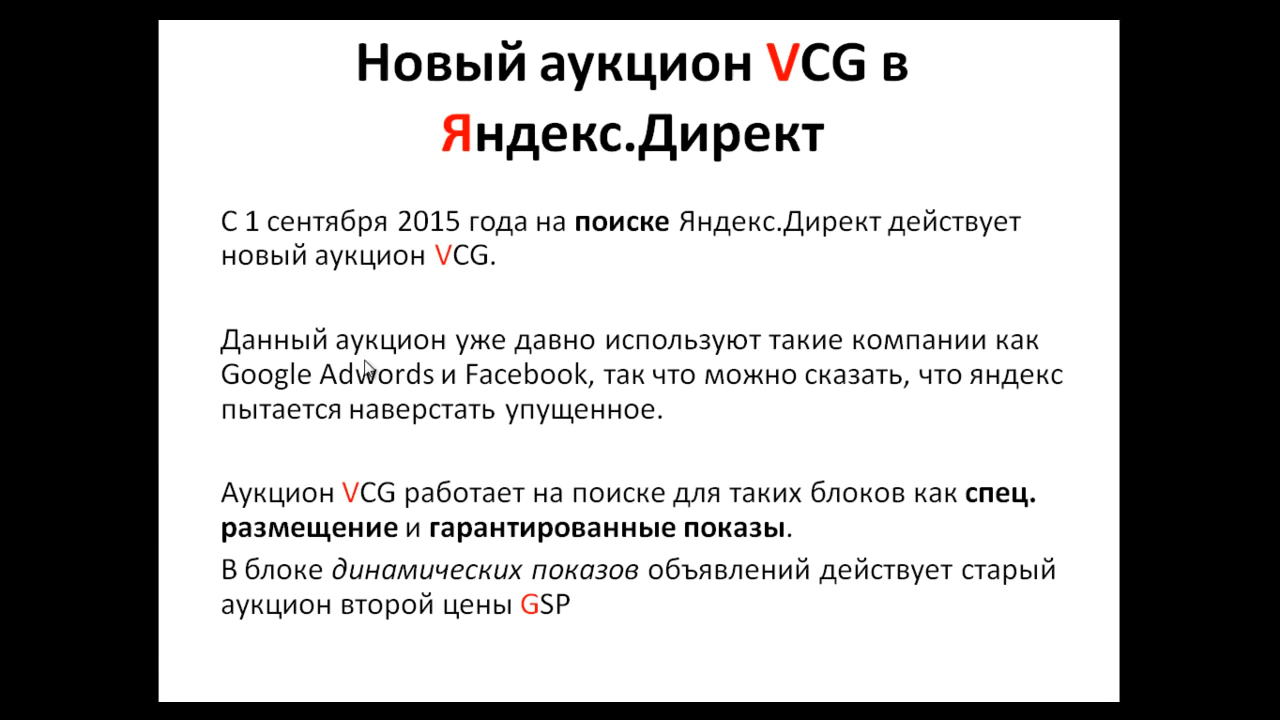 Новый аукцион VCG в
Яндекс.Директ
С 1 сентября 2015 года на поиске Яндекс.Директ действует
новый аукцион VCG.
Данный аукцион уже давно используют такие компании как
Google Adwords и Facebook, так что можно сказать, что яндекс
пытается наверстать упущенное.
Аукцион VCG работает на поиске для таких блоков как спец.
размещение и гарантированные показы.
В блоке динамических показов объявлений действует старый
аукцион второй цены GSP